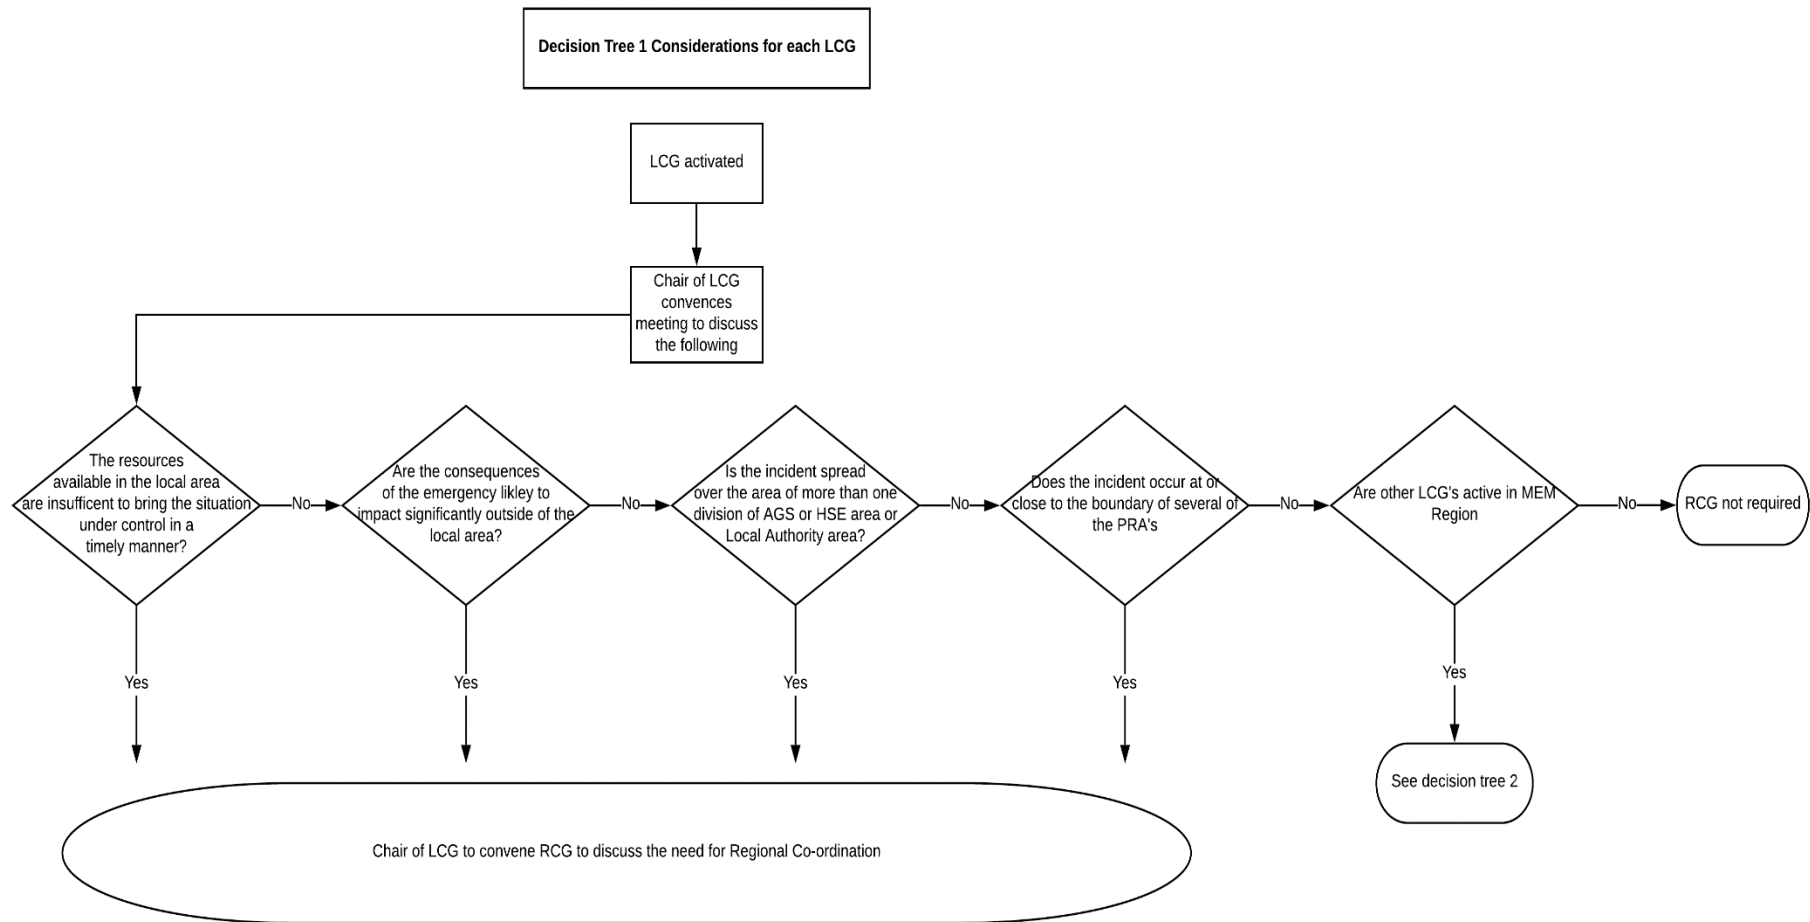 Decision Tree 1 Considerations for each LCG
LCG activated
Chair of LCG
convences
meeting to discuss
the following
The resources
available in the local area
are insufficent to bring the situation
under control in a
timely manner?
No
Are the consequences
of the emergency likley to
impact significantly outside of the
local area?
No
Is the incident spread
over the area of more than one
division of AGS or HSE area or
Local Authority area?
No
Does the incident occur at or
close to the boundary of several of
the PRA's
No
Are other LCG's active in MEM
Region
No
RCG not required
Yes
Yes
Yes
Yes
Yes
See decision tree 2
Chair of LCG to convene RCG to discuss the need for Regional Co-ordination